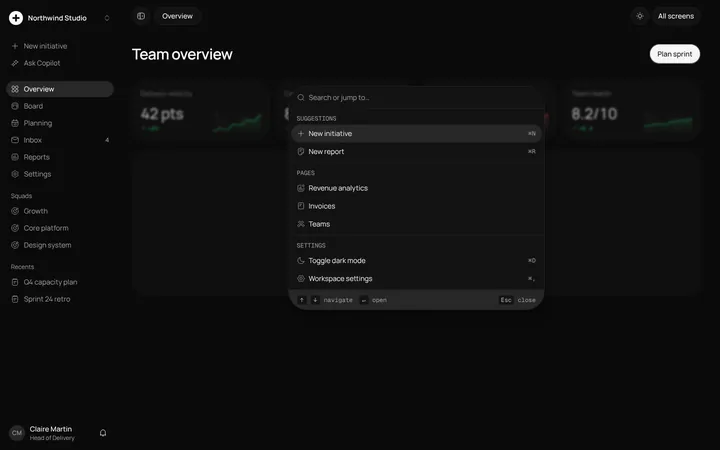 Northwind Studio
New initiative
Ask Copilot
Overview
Board
Planning
Inbox 4
Reports
Settings
Squads
Growth
Core platform
Design system
Recents
Q4 capacity plan
Sprint 24 retro
CM
Claire Martin
Head of Delivery
Overview
All screens
Team overview
Plan sprint
42 pts
8.2/10
Search or jump to…
SUGGESTIONS
New initiative ⌘N
New report ⌘R
PAGES
Revenue analytics
Invoices
Teams
SETTINGS
Toggle dark mode ⌘D
Workspace settings ⌘,
↑ ↓ navigate ↵ open Esc close